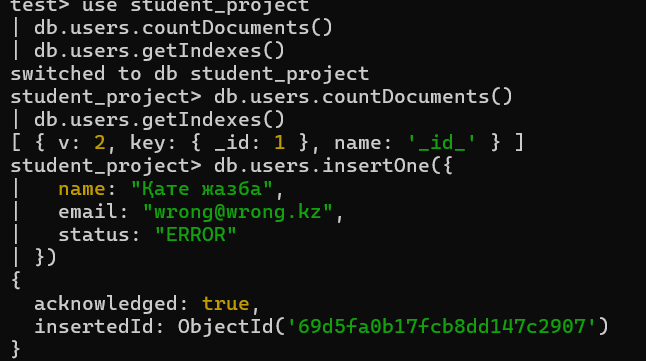 test> use student_project
| db.users.countDocuments()
| db.users.getIndexes()
switched to db student_project
student_project> db.users.countDocuments()
| db.users.getIndexes()
[ { v: 2, key: { _id: 1 }, name: '_id_' } ]
student_project> db.users.insertOne({
|   name: "Қате жазба",
|   email: "wrong@wrong.kz",
|   status: "ERROR"
| })
{
  acknowledged: true,
  insertedId: ObjectId('69d5fa0b17fcb8dd147c2907')
}